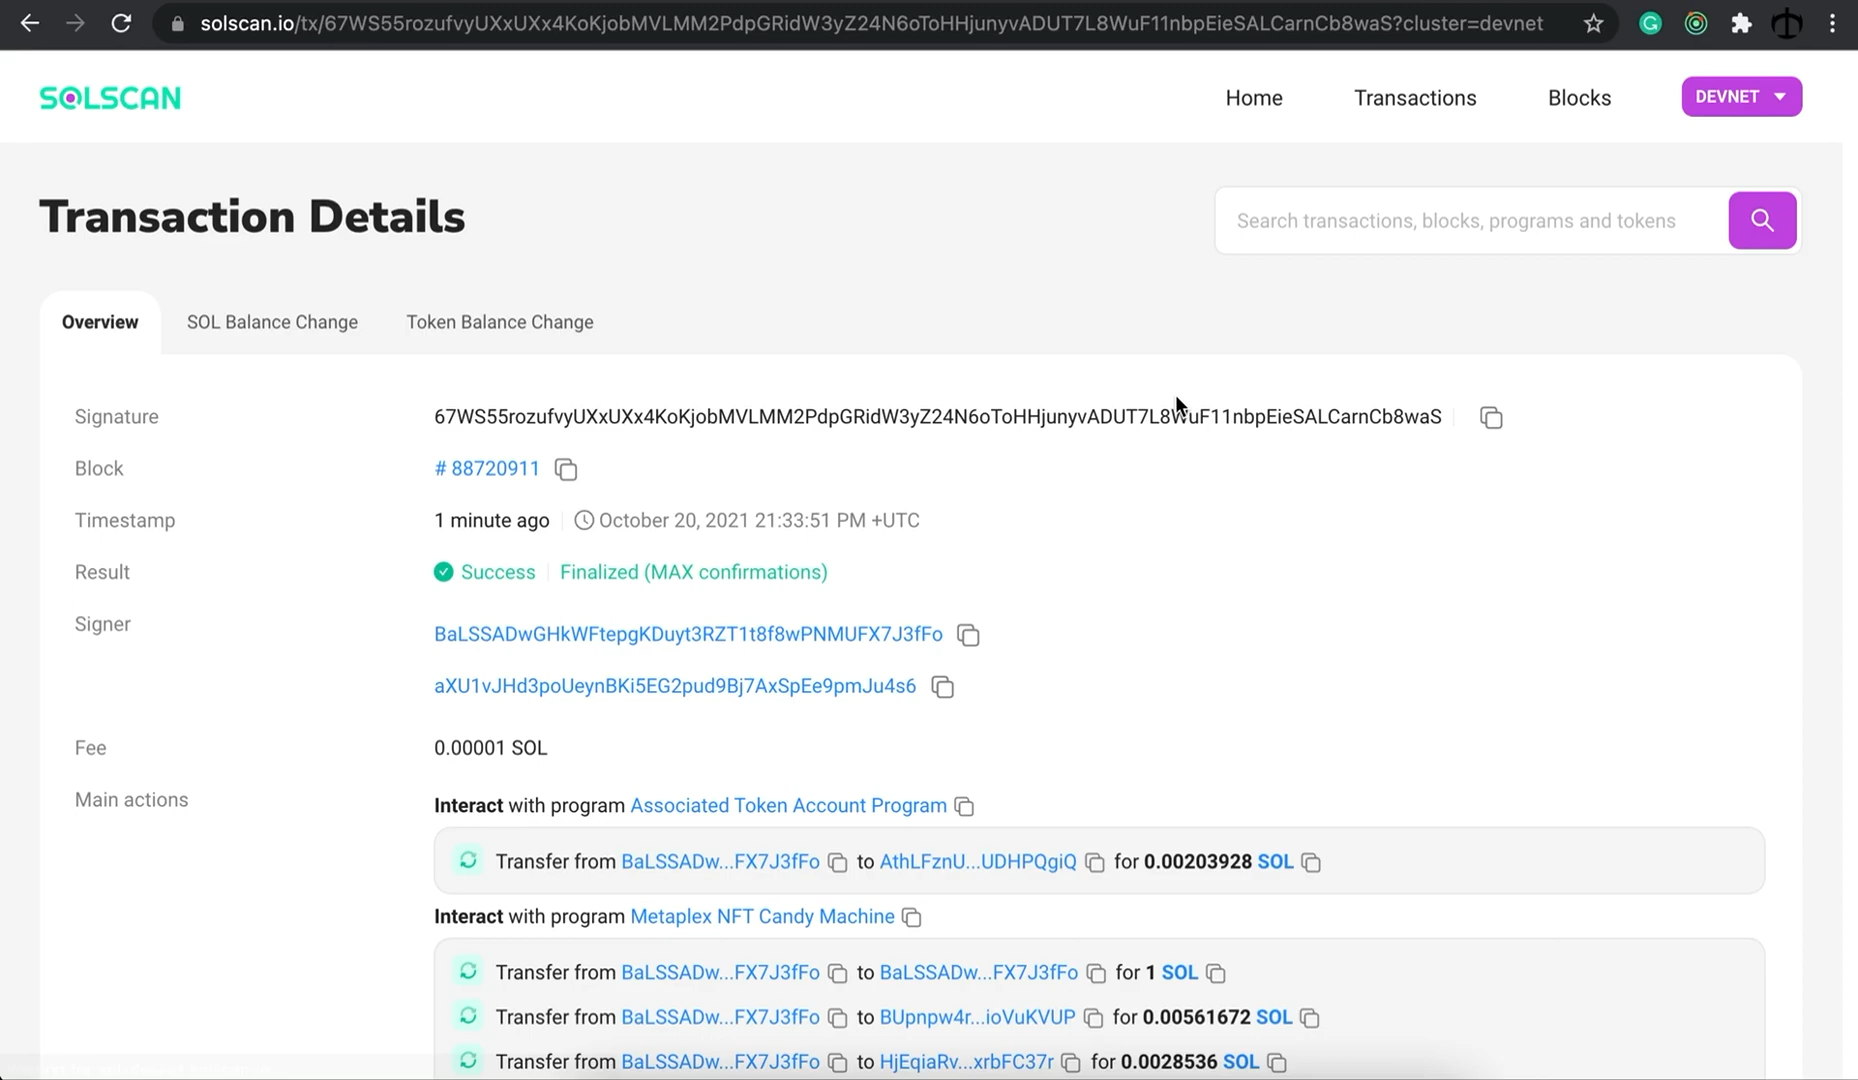 solscan.io/tx/67WS55rozufvyUXxUXx4KoKjobMVLMM2PdpGRidW3yZ24N6oToHHjunyvADUT7L8WuF11nbpEieSALCarnCb8waS?cluster=devnet
SOLSCAN
Home
Transactions
Blocks
DEVNET
Transaction Details
Search transactions, blocks, programs and tokens
Overview
SOL Balance Change
Token Balance Change
Signature
67WS55rozufvyUXxUXx4KoKjobMVLMM2PdpGRidW3yZ24N6oToHHjunyvADUT7L8WuF11nbpEieSALCarnCb8waS
Block
# 88720911
Timestamp
1 minute ago
October 20, 2021 21:33:51 PM +UTC
Result
Success
Finalized (MAX confirmations)
Signer
BaLSSADwGHkWFtepgKDuyt3RZT1t8f8wPNMUFX7J3fFo
aXU1vJHd3poUeynBKi5EG2pud9Bj7AxSpEe9pmJu4s6
Fee
0.00001 SOL
Main actions
Interact with program Associated Token Account Program
Transfer from BaLSSADw...FX7J3fFo to AthLFznU...UDHPQgiQ for 0.00203928 SOL
Interact with program Metaplex NFT Candy Machine
Transfer from BaLSSADw...FX7J3fFo to BaLSSADw...FX7J3fFo for 1 SOL
Transfer from BaLSSADw...FX7J3fFo to BUpnpw4r...ioVuKVUP for 0.00561672 SOL
Transfer from BaLSSADw...FX7J3fFo to HjEqiaRv...xrbFC37r for 0.0028536 SOL